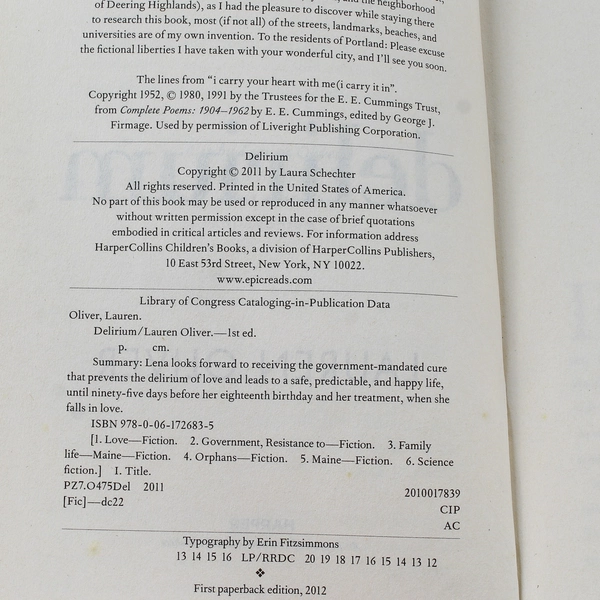 of Deering Highlands), as I had the pleasure to discover while staying there
to research this book, most (if not all) of the streets, landmarks, beaches, and
universities are of my own invention. To the residents of Portland: Please excuse
the fictional liberties I have taken with your wonderful city, and I'll see you soon.
The lines from "i carry your heart with me(i carry it in".
Copyright 1952, © 1980, 1991 by the Trustees for the E. E. Cummings Trust,
from Complete Poems: 1904–1962 by E. E. Cummings, edited by George J.
Firmage. Used by permission of Liveright Publishing Corporation.
Delirium
Copyright © 2011 by Laura Schechter
All rights reserved. Printed in the United States of America.
No part of this book may be used or reproduced in any manner whatsoever
without written permission except in the case of brief quotations
embodied in critical articles and reviews. For information address
HarperCollins Children's Books, a division of HarperCollins Publishers,
10 East 53rd Street, New York, NY 10022.
www.epicreads.com
Library of Congress Cataloging-in-Publication Data
Oliver, Lauren.
Delirium/Lauren Oliver.—1st ed.
p. cm.
Summary: Lena looks forward to receiving the government-mandated cure
that prevents the delirium of love and leads to a safe, predictable, and happy life,
until ninety-five days before her eighteenth birthday and her treatment, when she
falls in love.
ISBN 978-0-06-172683-5
[1. Love—Fiction. 2. Government, Resistance to—Fiction. 3. Family
life—Maine—Fiction. 4. Orphans—Fiction. 5. Maine—Fiction. 6. Science
fiction.] I. Title.
PZ7.O475Del 2011
2010017839
[Fic]—dc22
CIP
AC
Typography by Erin Fitzsimmons
13 14 15 16 LP/RRDC 20 19 18 17 16 15 14 13 12
❖
First paperback edition, 2012